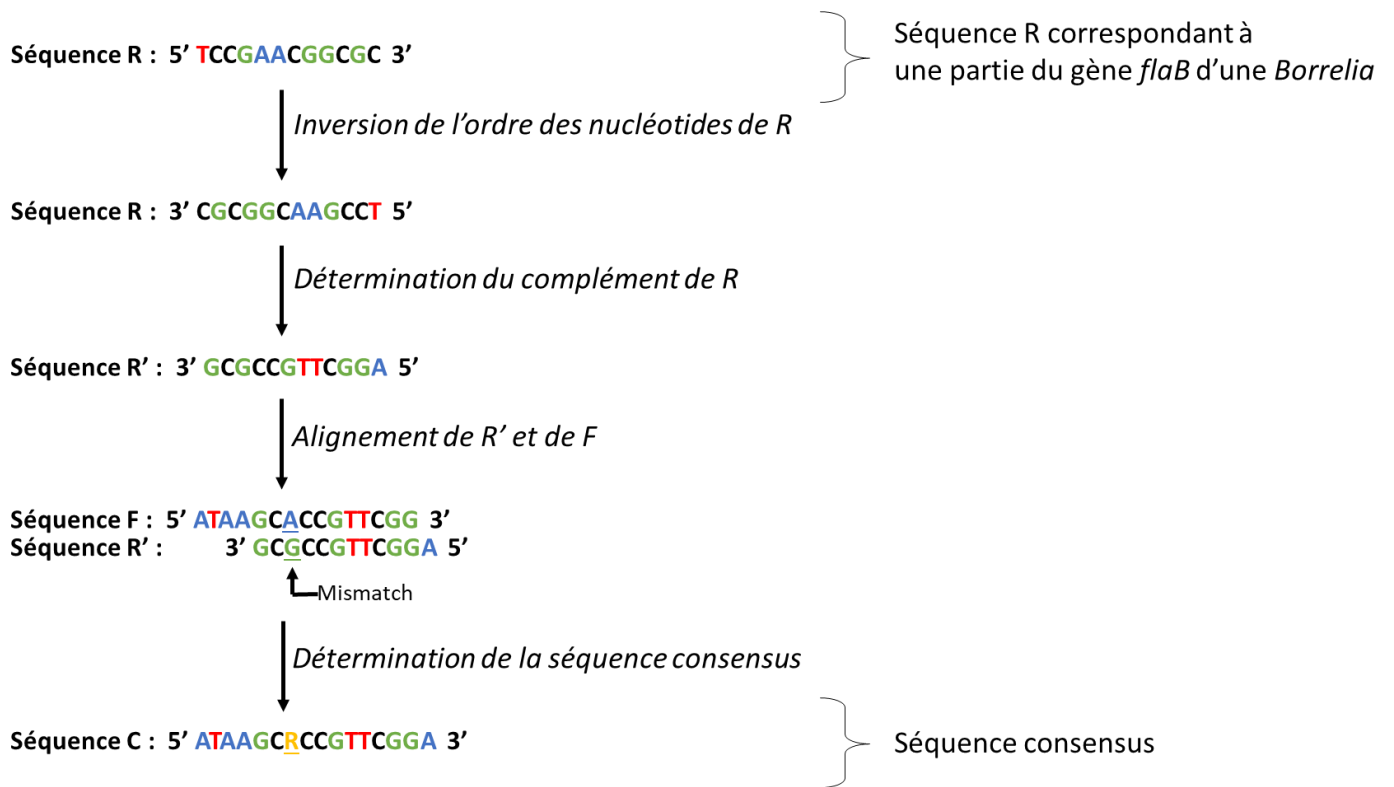 Séquence R : 5’ TCCGAACGGCGC 3’
Séquence R correspondant à
une partie du gène flaB d’une Borrelia
Inversion de l’ordre des nucléotides de R
Séquence R : 3’ CGCGGCAAGCCT 5’
Détermination du complément de R
Séquence R’ : 3’ GCGCCGTTCGGA 5’
Alignement de R’ et de F
Séquence F : 5’ ATAAGCACCGTTCGG 3’
Séquence R’ : 3’ GCGCCGTTCGGA 5’
Mismatch
Détermination de la séquence consensus
Séquence C : 5’ ATAAGCRCCGTTCGGA 3’
Séquence consensus